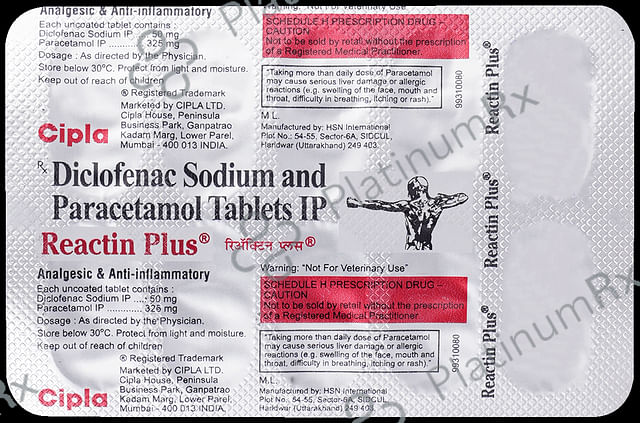 Analgesic & Anti-inflammatory
Each uncoated tablet contains :
Diclofenac Sodium IP ... 50 mg
Paracetamol IP ........... 325 mg
Dosage : As directed by the Physician.
Store below 30°C. Protect from light and moisture.
Keep out of reach of children
® Registered Trademark
Marketed by CIPLA LTD.
Cipla House, Peninsula
Business Park, Ganpatrao
Kadam Marg, Lower Parel,
Mumbai - 400 013 INDIA.
Cipla
Warning: "Not For Veterinary Use"
SCHEDULE H PRESCRIPTION DRUG –
CAUTION
Not to be sold by retail without the prescription
of a Registered Medical Practitioner.
"Taking more than daily dose of Paracetamol
may cause serious liver damage or allergic
reactions (e.g. swelling of the face, mouth and
throat, difficulty in breathing, itching or rash)."
M.L.
Manufactured by: HSN International
Plot No.: 54-55, Sector-6A, SIDCUL,
Haridwar (Uttarakhand) 249 403.
99310080
Reactin Plus®
Rx Diclofenac Sodium and
Paracetamol Tablets IP
Reactin Plus® रिॲक्टिन प्लस®
Reactin Plus®
Analgesic & Anti-inflammatory
Each uncoated tablet contains :
Diclofenac Sodium IP ....: 50 mg
Paracetamol IP ............ 325 mg
Dosage : As directed by the Physician.
Store below 30°C. Protect from light and moisture.
Keep out of reach of children
® Registered Trademark
Marketed by CIPLA LTD.
Cipla House, Peninsula
Business Park, Ganpatrao
Kadam Marg, Lower Parel,
Mumbai - 400 013 INDIA.
Cipla
Warning: "Not For Veterinary Use"
SCHEDULE H PRESCRIPTION DRUG –
CAUTION
Not to be sold by retail without the prescription
of a Registered Medical Practitioner.
"Taking more than daily dose of Paracetamol
may cause serious liver damage or allergic
reactions (e.g. swelling of the face, mouth and
throat, difficulty in breathing, itching or rash)."
M.L.
Manufactured by: HSN International
Plot No.: 54-55, Sector-6A, SIDCUL,
Haridwar (Uttarakhand) 249 403.
99310080
Reactin Plus®
PlatinumRx
PlatinumRx
PlatinumRx
Rx